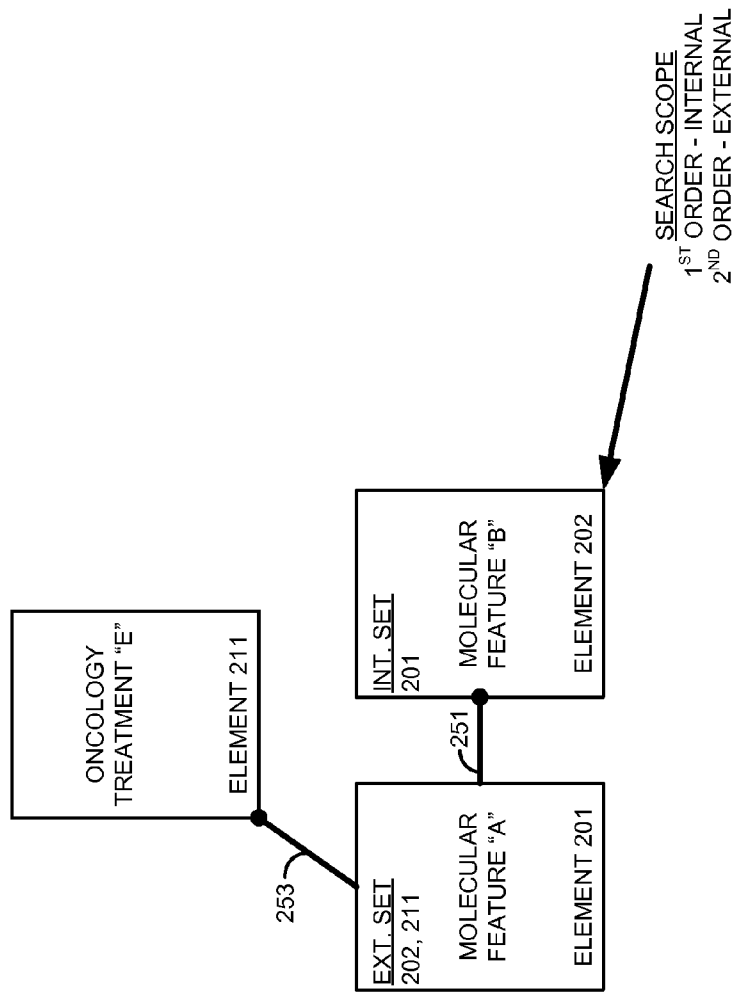 ONCOLOGY
TREATMENT “E”
ELEMENT 211
253
EXT. SET
202, 211
MOLECULAR
FEATURE “A”
ELEMENT 201
251
INT. SET
201
MOLECULAR
FEATURE “B”
ELEMENT 202
SEARCH SCOPE
1ST ORDER - INTERNAL
2ND ORDER - EXTERNAL